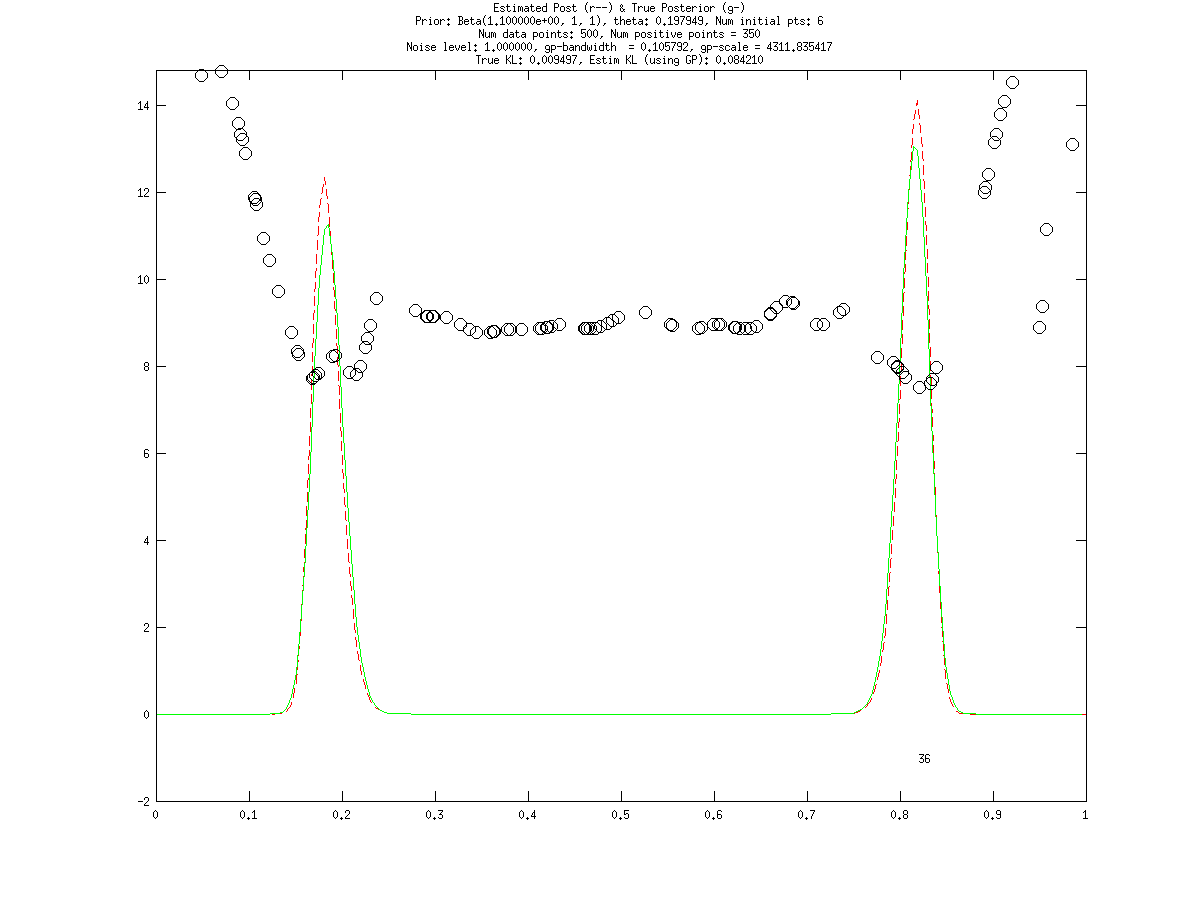 Estimated Post (r--) & True Posterior (g-)
Prior: Beta(1.100000e+00, 1, 1), theta: 0.197949, Num initial pts: 6
Num data points: 500, Num positive points = 350
Noise level: 1.000000, gp-bandwidth  = 0.105792, gp-scale = 4311.835417
True KL: 0.009497, Estim KL (using GP): 0.084210
14
12
10
8
6
4
2
0
36
-2
0 0.1 0.2 0.3 0.4 0.5 0.6 0.7 0.8 0.9 1